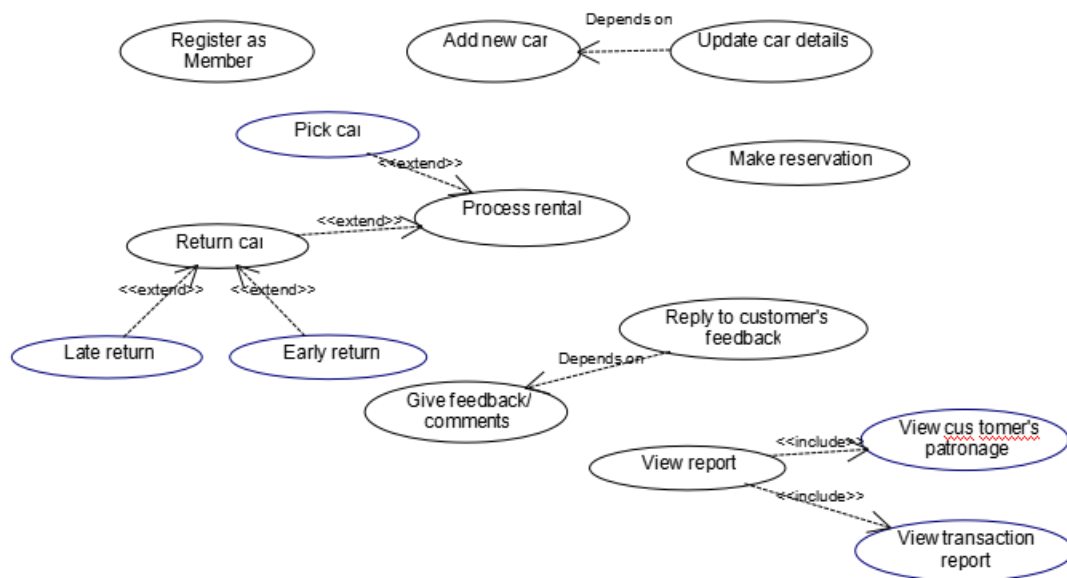 Depends on
Register as
Member
Add new car
Update car details
Pick car
<<extend>>
Make reservation
Process rental
<<extend>>
Return car
<<extend>>
<<extend>>
Reply to customer's
feedback
Late return
Early return
Depends on
Give feedback/
comments
View cus tomer's
patronage
<<include>>
View report
<<include>>
View transaction
report